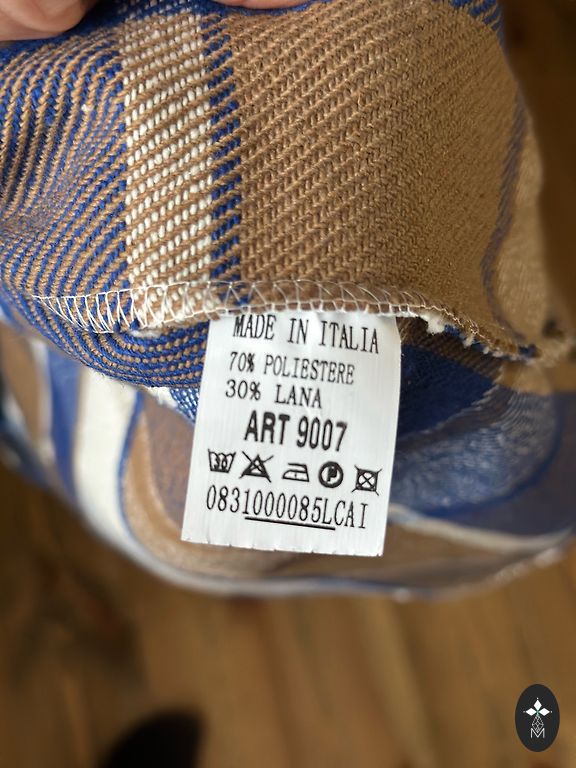 MADE IN ITALIA
70% POLIESTERE
30% LANA
ART 9007
P
0831000085LCAI
M